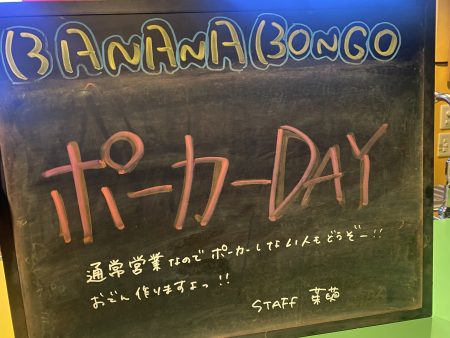 BANANA BONGO
ポーカーDAY
通常営業なので ポーカーしない人もどうぞー!!
おでん作りますよっ!!
STAFF